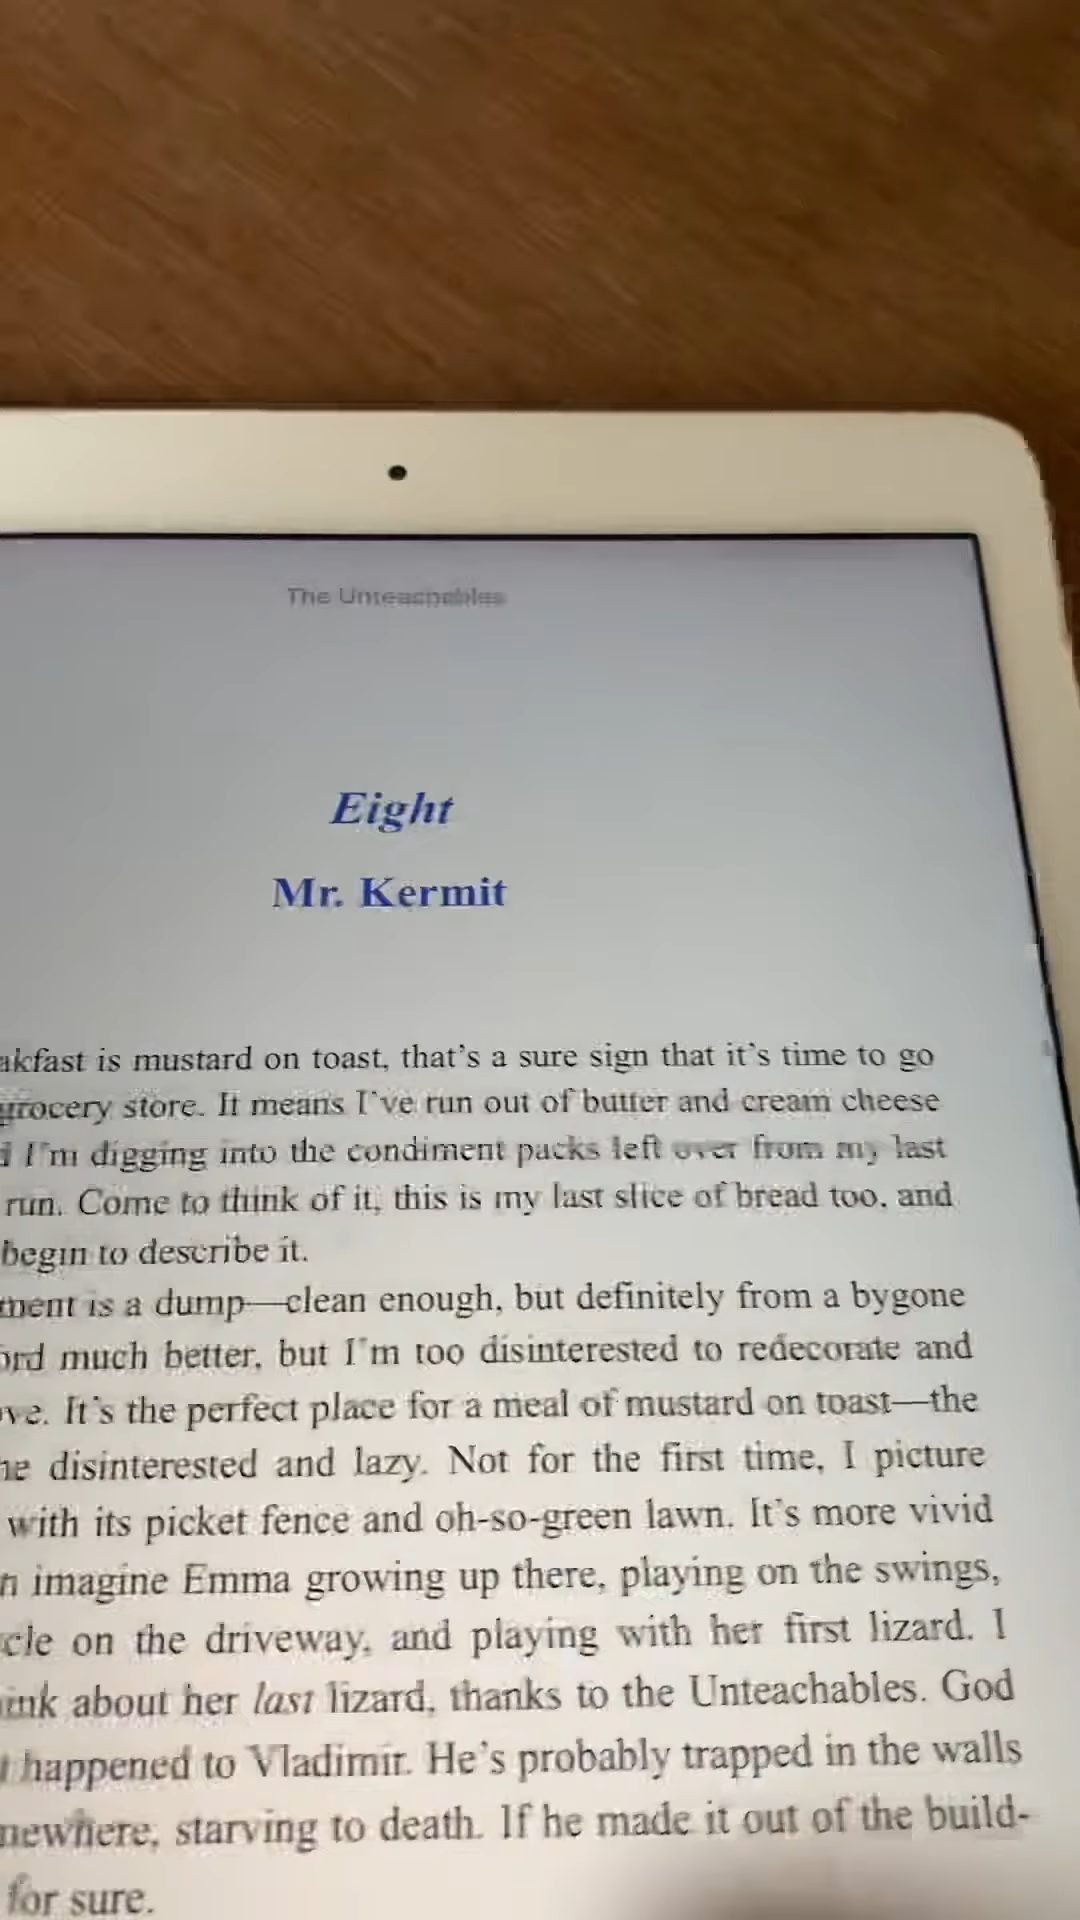 The Unteachables
Eight
Mr. Kermit
akfast is mustard on toast, that's a sure sign that it's time to go
grocery store. It means I've run out of butter and cream cheese
I'm digging into the condiment packs left over from my last
run. Come to think of it, this is my last slice of bread too, and
begin to describe it.
ment is a dump—clean enough, but definitely from a bygone
ord much better, but I'm too disinterested to redecorate and
ve. It's the perfect place for a meal of mustard on toast—the
disinterested and lazy. Not for the first time, I picture
with its picket fence and oh-so-green lawn. It's more vivid
n imagine Emma growing up there, playing on the swings,
cle on the driveway, and playing with her first lizard. I
ink about her last lizard, thanks to the Unteachables. God
happened to Vladimir. He's probably trapped in the walls
mewhere, starving to death. If he made it out of the build-
for sure.